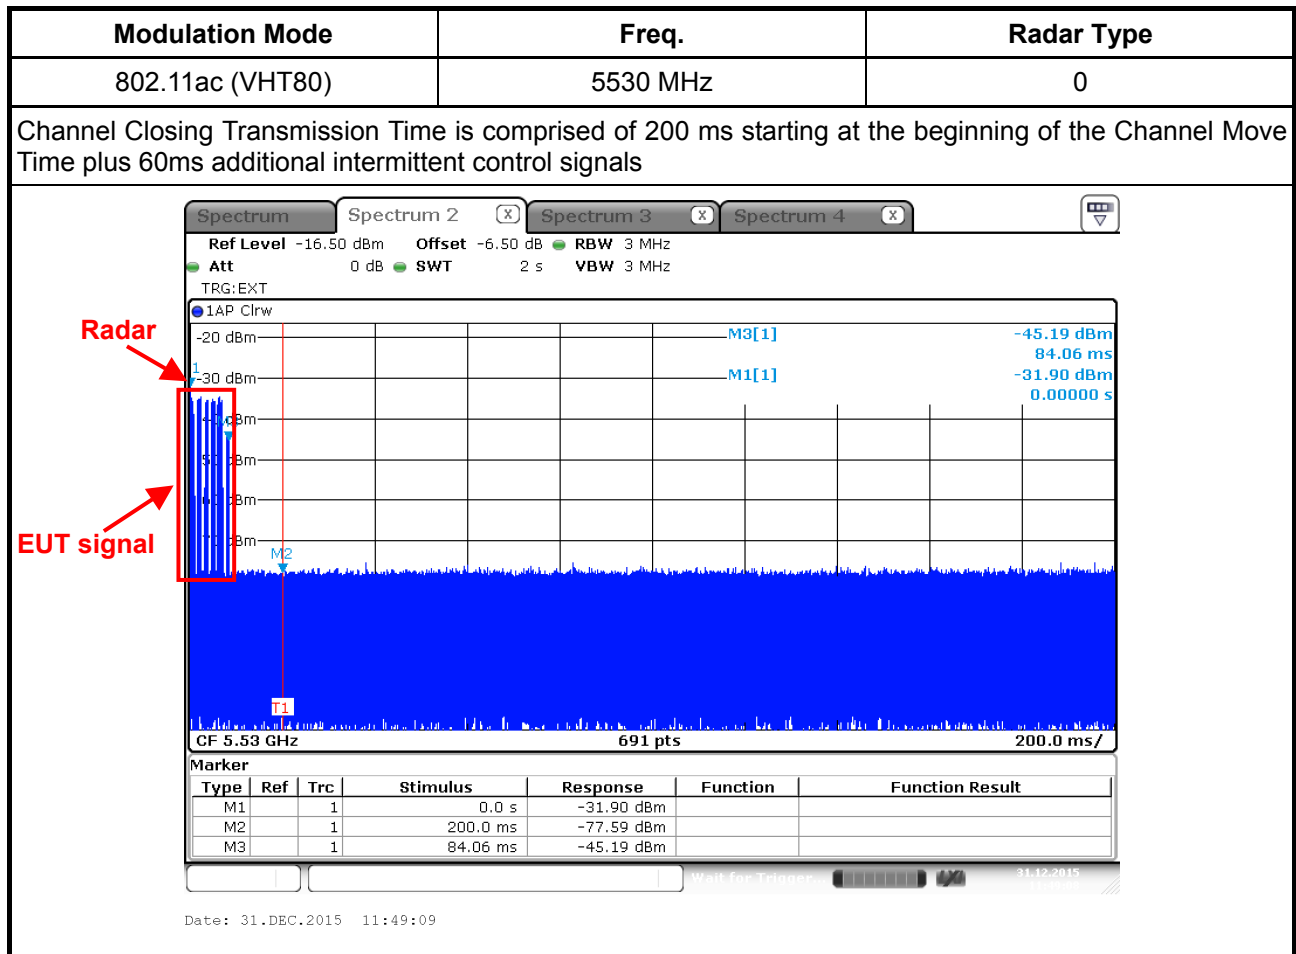 Modulation Mode Freq. Radar Type
802.11ac (VHT80) 5530 MHz 0
Channel Closing Transmission Time is comprised of 200 ms starting at the beginning of the Channel Move
Time plus 60ms additional intermittent control signals
Spectrum Spectrum 2 X Spectrum 3 X Spectrum 4 X
Ref Level -16.50 dBm Offset -6.50 dB RBW 3 MHz
Att 0 dB SWT 2 s VBW 3 MHz
TRG:EXT
1AP Clrw
Radar
-20 dBm M3[1] -45.19 dBm
84.06 ms
1
-30 dBm M1[1] -31.90 dBm
0.00000 s
EUT signal
M2
T1
CF 5.53 GHz 691 pts 200.0 ms/
Marker
Type Ref Trc Stimulus Response Function Function Result
M1 1 0.0 s -31.90 dBm
M2 1 200.0 ms -77.59 dBm
M3 1 84.06 ms -45.19 dBm
Wait for Trigger... 31.12.2015
Date: 31.DEC.2015 11:49:09